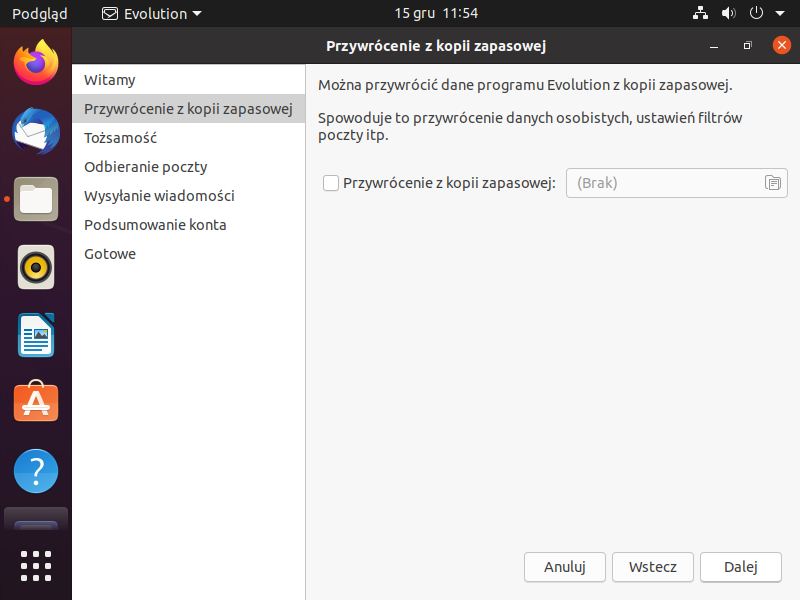 Podgląd Evolution 15 gru 11:54
Przywrócenie z kopii zapasowej
Witamy
Przywrócenie z kopii zapasowej
Tożsamość
Odbieranie poczty
Wysyłanie wiadomości
Podsumowanie konta
Gotowe
Można przywrócić dane programu Evolution z kopii zapasowej.
Spowoduje to przywrócenie danych osobistych, ustawień filtrów
poczty itp.
Przywrócenie z kopii zapasowej: (Brak)
Anuluj Wstecz Dalej